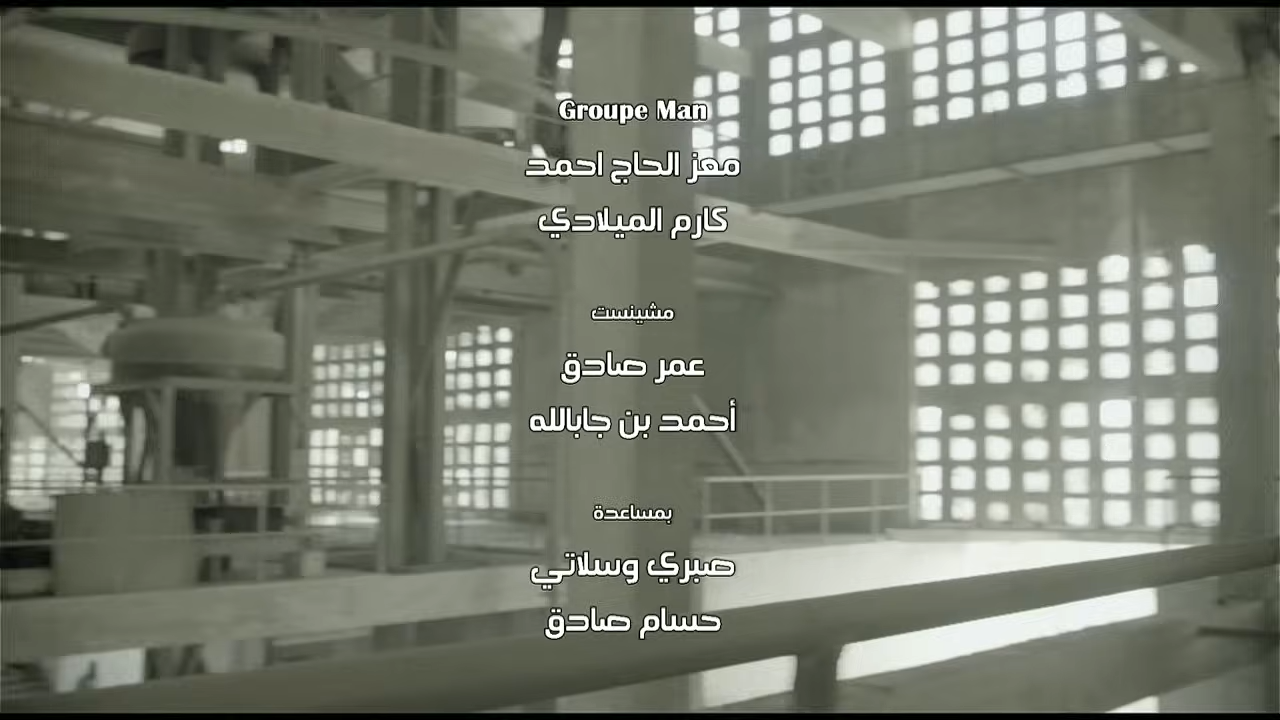 Groupe Man
معز الحاج احمد
كارم الميلادي
مشينست
عمر صادق
أحمد بن جابالله
بمساعدة
صبري وسلاتي
حسام صادق